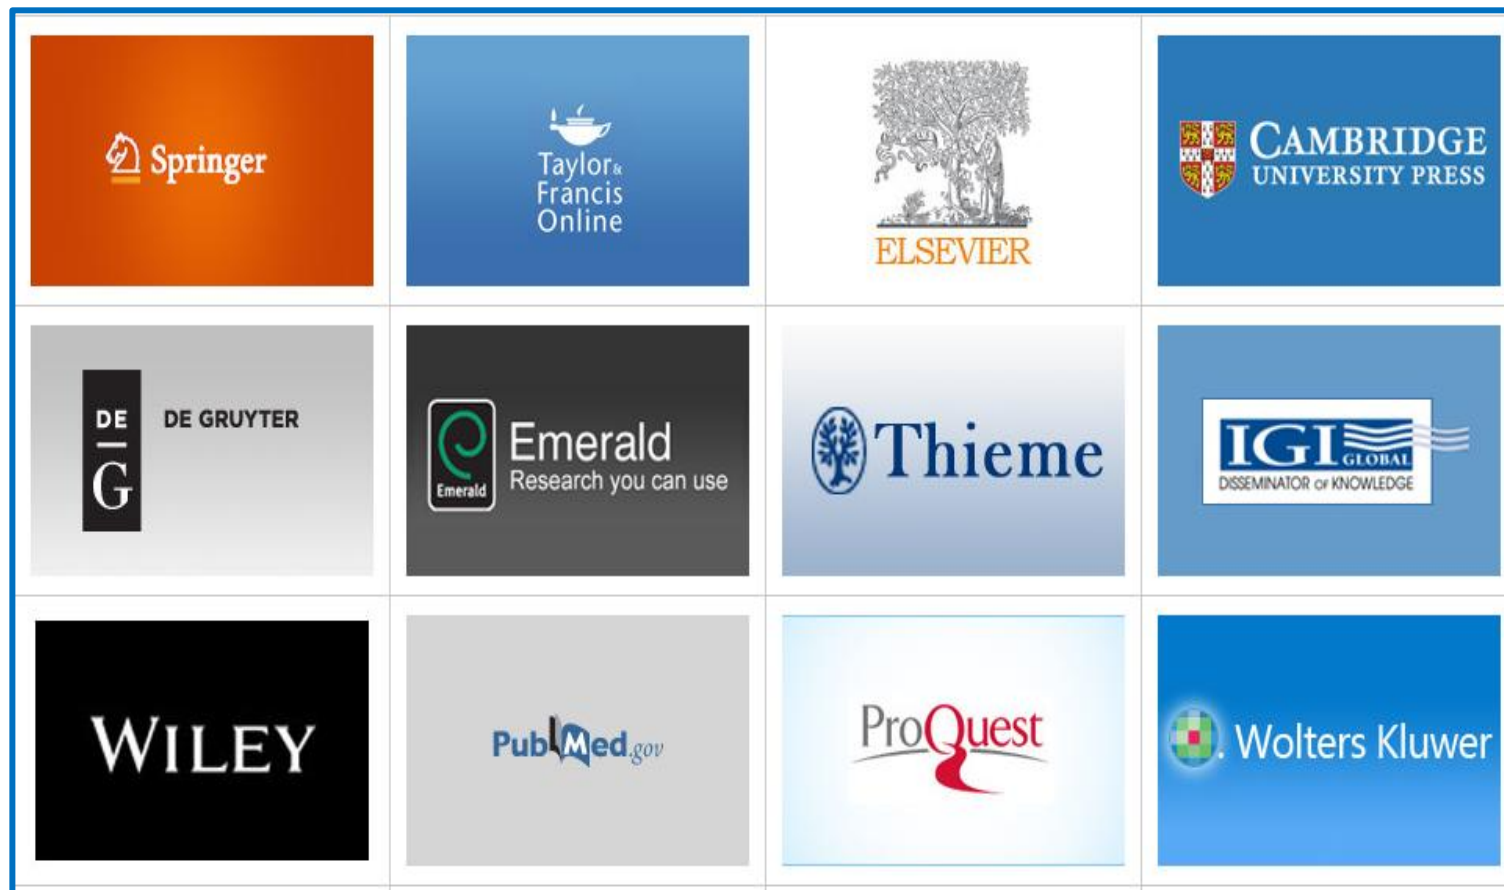 Springer
Taylor &
Francis
Online
ELSEVIER
CAMBRIDGE
UNIVERSITY PRESS
DE
G
DE GRUYTER
Emerald
Emerald
Research you can use
Thieme
IGI
GLOBAL
DISSEMINATOR OF KNOWLEDGE
WILEY
PubMed.gov
ProQuest
Wolters Kluwer